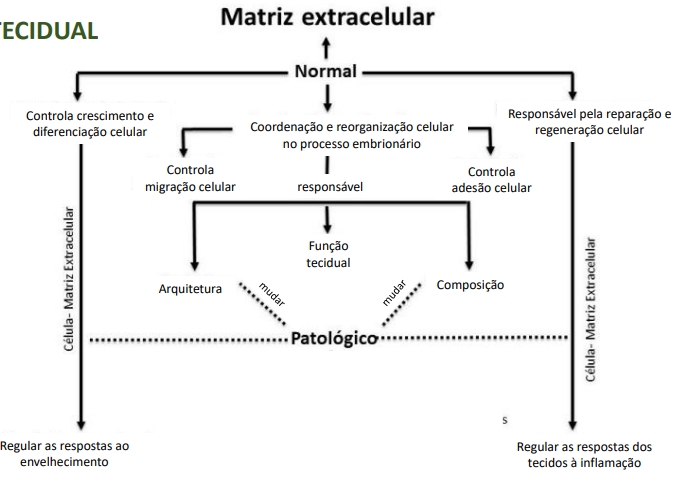 Matriz extracelular
TECIDUAL
Normal
Controla crescimento e
diferenciação celular
Coordenação e reorganização celular
no processo embrionário
Responsável pela reparação e
regeneração celular
Controla
migração celular
responsável
Controla
adesão celular
Função
tecidual
Arquitetura
Composição
mudar
mudar
Célula- Matriz Extracelular
Célula- Matriz Extracelular
Patológico
5
Regular as respostas ao
envelhecimento
Regular as respostas dos
tecidos à inflamação